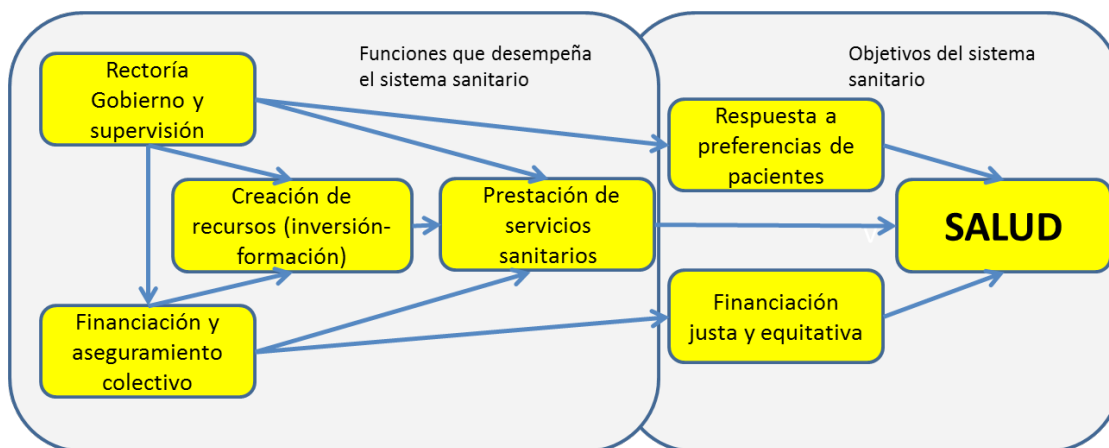 Funciones que desempeña
el sistema sanitario
Objetivos del sistema
sanitario
Rectoría
Gobierno y
supervisión
Respuesta a
preferencias de
pacientes
Creación de
recursos (inversión-
formación)
Prestación de
servicios
sanitarios
SALUD
Financiación y
aseguramiento
colectivo
Financiación
justa y equitativa